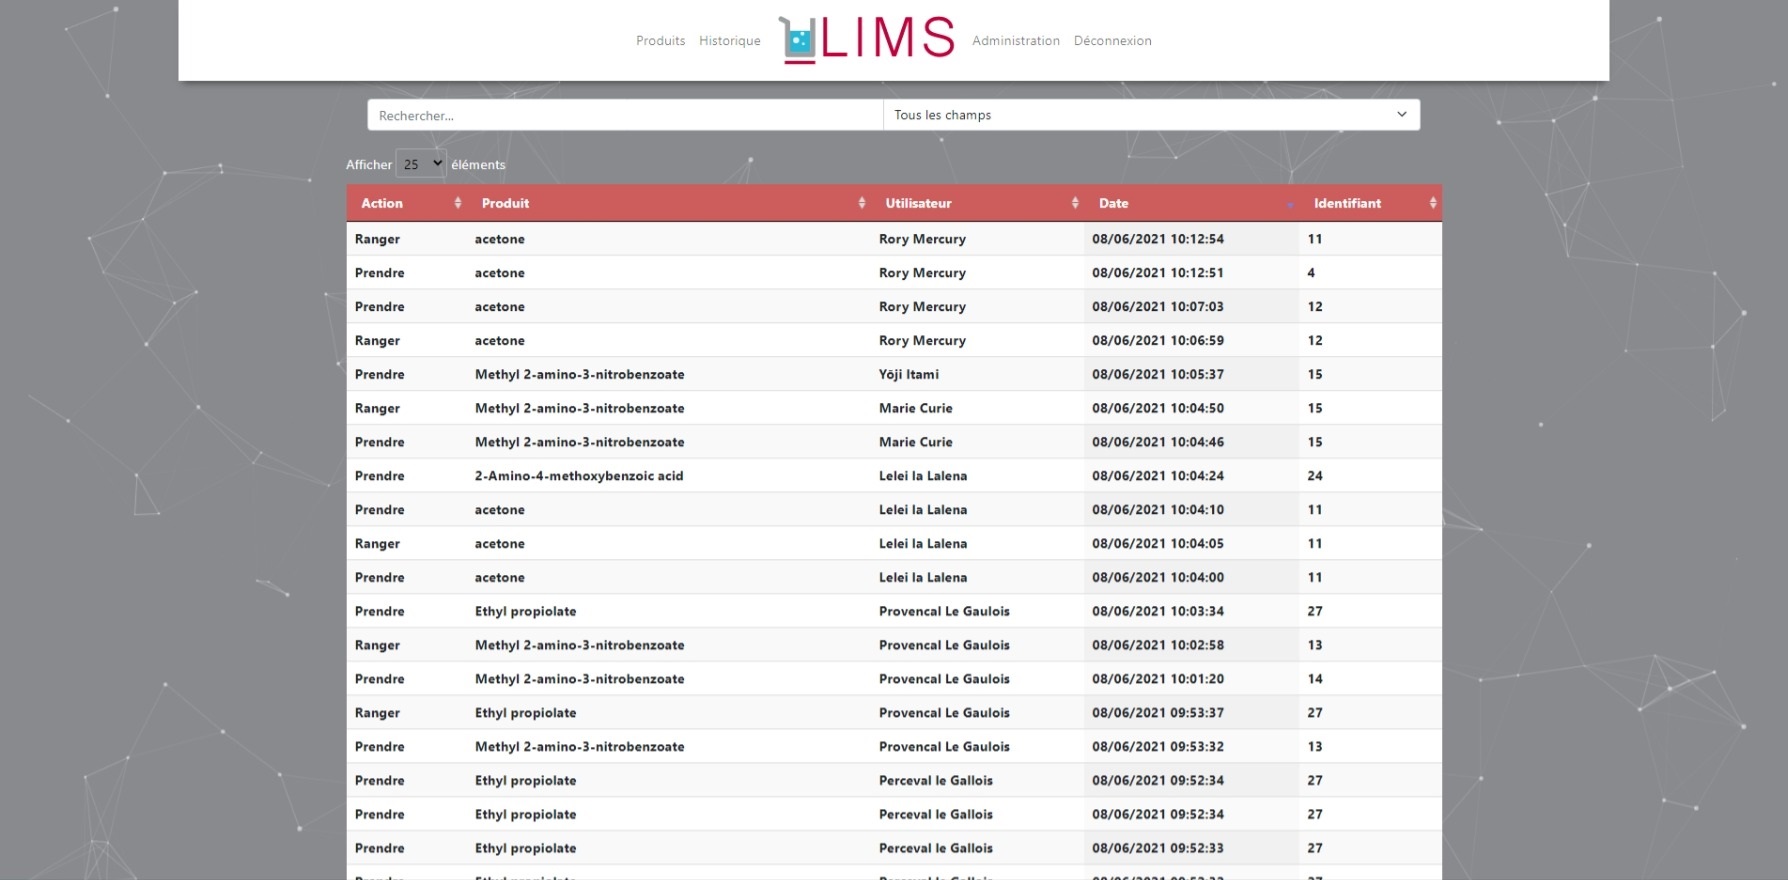 Produits Historique LIMS Administration Déconnexion
Rechercher... Tous les champs
Afficher 25 éléments
Action Produit Utilisateur Date Identifiant
Ranger acetone Rory Mercury 08/06/2021 10:12:54 11
Prendre acetone Rory Mercury 08/06/2021 10:12:51 4
Prendre acetone Rory Mercury 08/06/2021 10:07:03 12
Ranger acetone Rory Mercury 08/06/2021 10:06:59 12
Prendre Methyl 2-amino-3-nitrobenzoate Yōji Itami 08/06/2021 10:05:37 15
Ranger Methyl 2-amino-3-nitrobenzoate Marie Curie 08/06/2021 10:04:50 15
Prendre Methyl 2-amino-3-nitrobenzoate Marie Curie 08/06/2021 10:04:46 15
Prendre 2-Amino-4-methoxybenzoic acid Lelei la Lalena 08/06/2021 10:04:24 24
Prendre acetone Lelei la Lalena 08/06/2021 10:04:10 11
Ranger acetone Lelei la Lalena 08/06/2021 10:04:05 11
Prendre acetone Lelei la Lalena 08/06/2021 10:04:00 11
Prendre Ethyl propiolate Provencal Le Gaulois 08/06/2021 10:03:34 27
Ranger Methyl 2-amino-3-nitrobenzoate Provencal Le Gaulois 08/06/2021 10:02:58 13
Prendre Methyl 2-amino-3-nitrobenzoate Provencal Le Gaulois 08/06/2021 10:01:20 14
Ranger Ethyl propiolate Provencal Le Gaulois 08/06/2021 09:53:37 27
Prendre Methyl 2-amino-3-nitrobenzoate Provencal Le Gaulois 08/06/2021 09:53:32 13
Prendre Ethyl propiolate Perceval le Gallois 08/06/2021 09:52:34 27
Prendre Ethyl propiolate Perceval le Gallois 08/06/2021 09:52:34 27
Prendre Ethyl propiolate Perceval le Gallois 08/06/2021 09:52:33 27